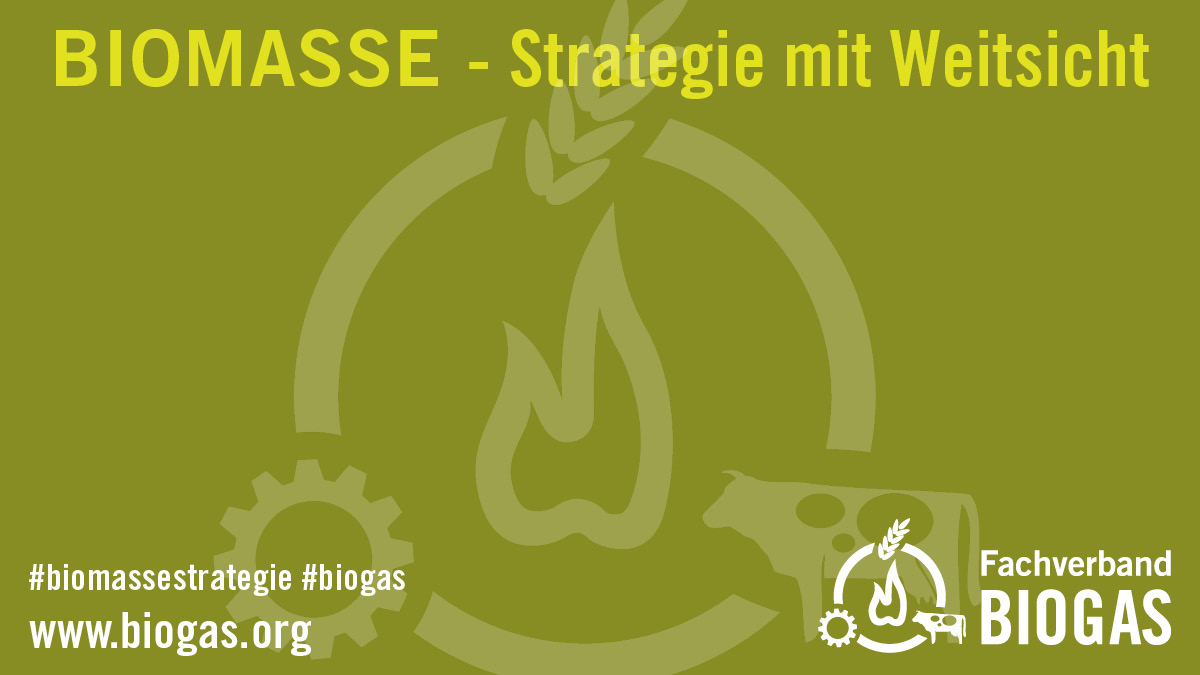 BIOMASSE - Strategie mit Weitsicht
#biomassestrategie #biogas
www.biogas.org
Fachverband
BIOGAS